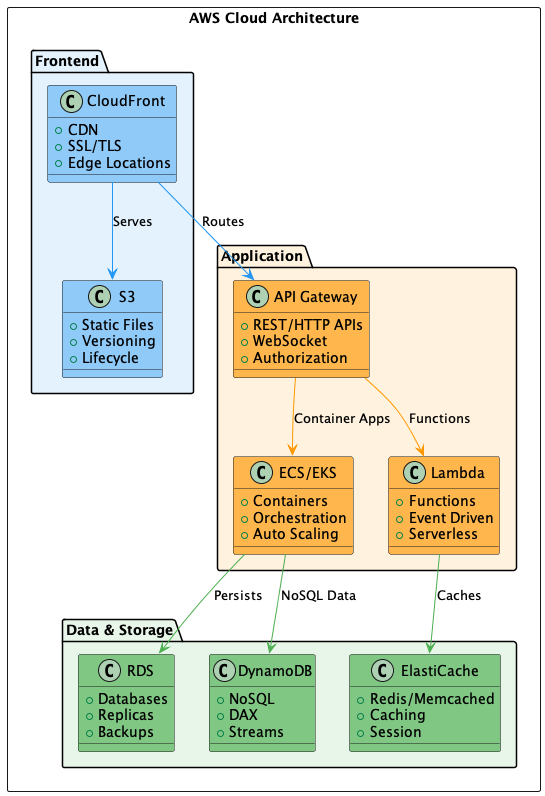 AWS Cloud Architecture
Frontend
C CloudFront
CDN
SSL/TLS
Edge Locations
Serves
Routes
C S3
Static Files
Versioning
Lifecycle
Application
C API Gateway
REST/HTTP APIs
WebSocket
Authorization
Container Apps
Functions
C ECS/EKS
Containers
Orchestration
Auto Scaling
C Lambda
Functions
Event Driven
Serverless
Persists
NoSQL Data
Caches
Data & Storage
C RDS
Databases
Replicas
Backups
C DynamoDB
NoSQL
DAX
Streams
C ElastiCache
Redis/Memcached
Caching
Session